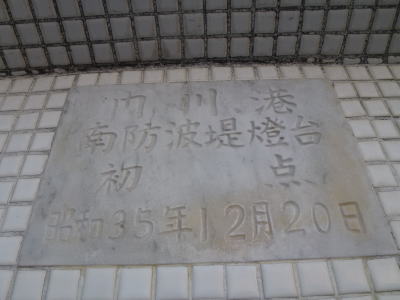 内川港
南防波堤燈台
初点
昭和35年12月20日